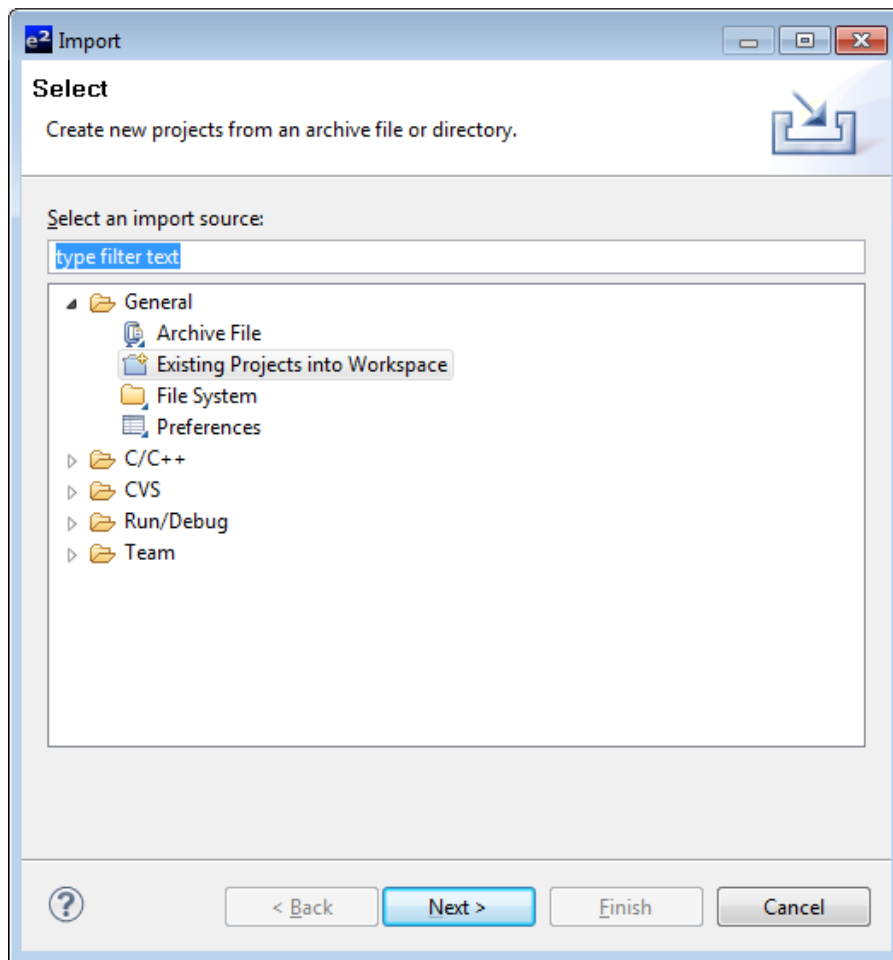 e² Import
Select
Create new projects from an archive file or directory.
Select an import source:
type filter text
General
Archive File
Existing Projects into Workspace
File System
Preferences
C/C++
CVS
Run/Debug
Team
? < Back Next > Finish Cancel